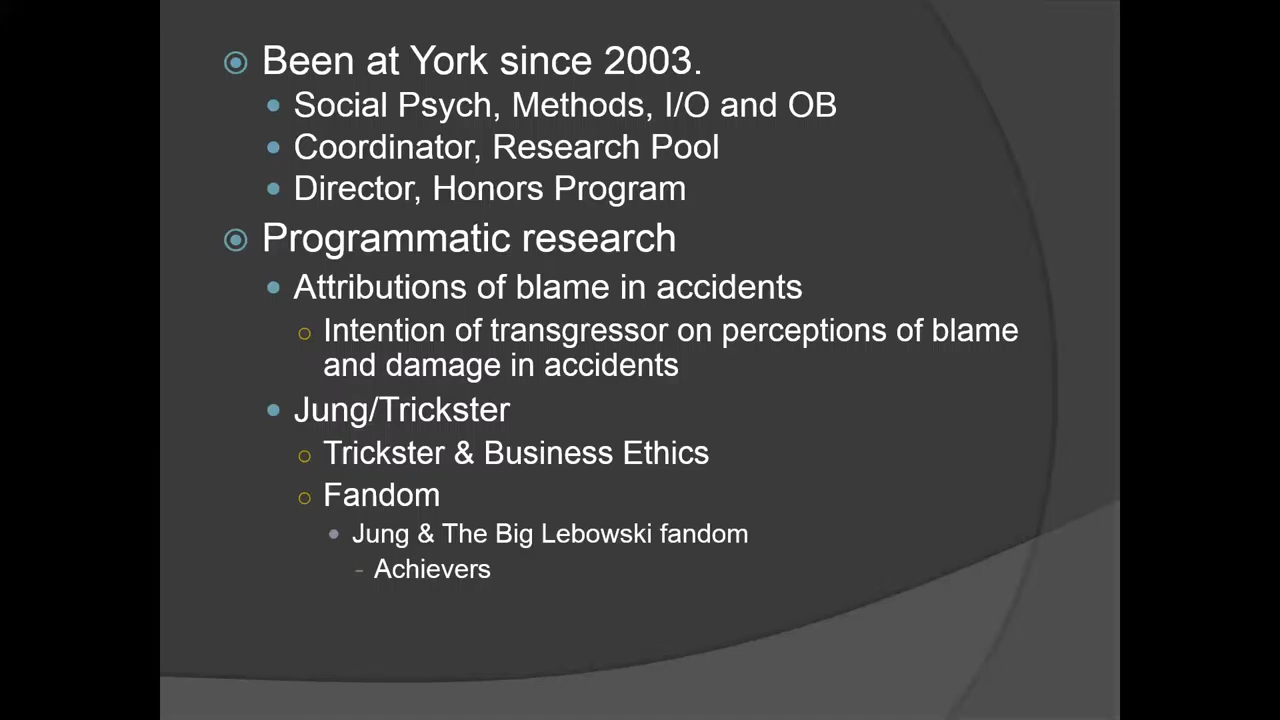 Been at York since 2003.
Social Psych, Methods, I/O and OB
Coordinator, Research Pool
Director, Honors Program
Programmatic research
Attributions of blame in accidents
Intention of transgressor on perceptions of blame
and damage in accidents
Jung/Trickster
Trickster & Business Ethics
Fandom
Jung & The Big Lebowski fandom
- Achievers